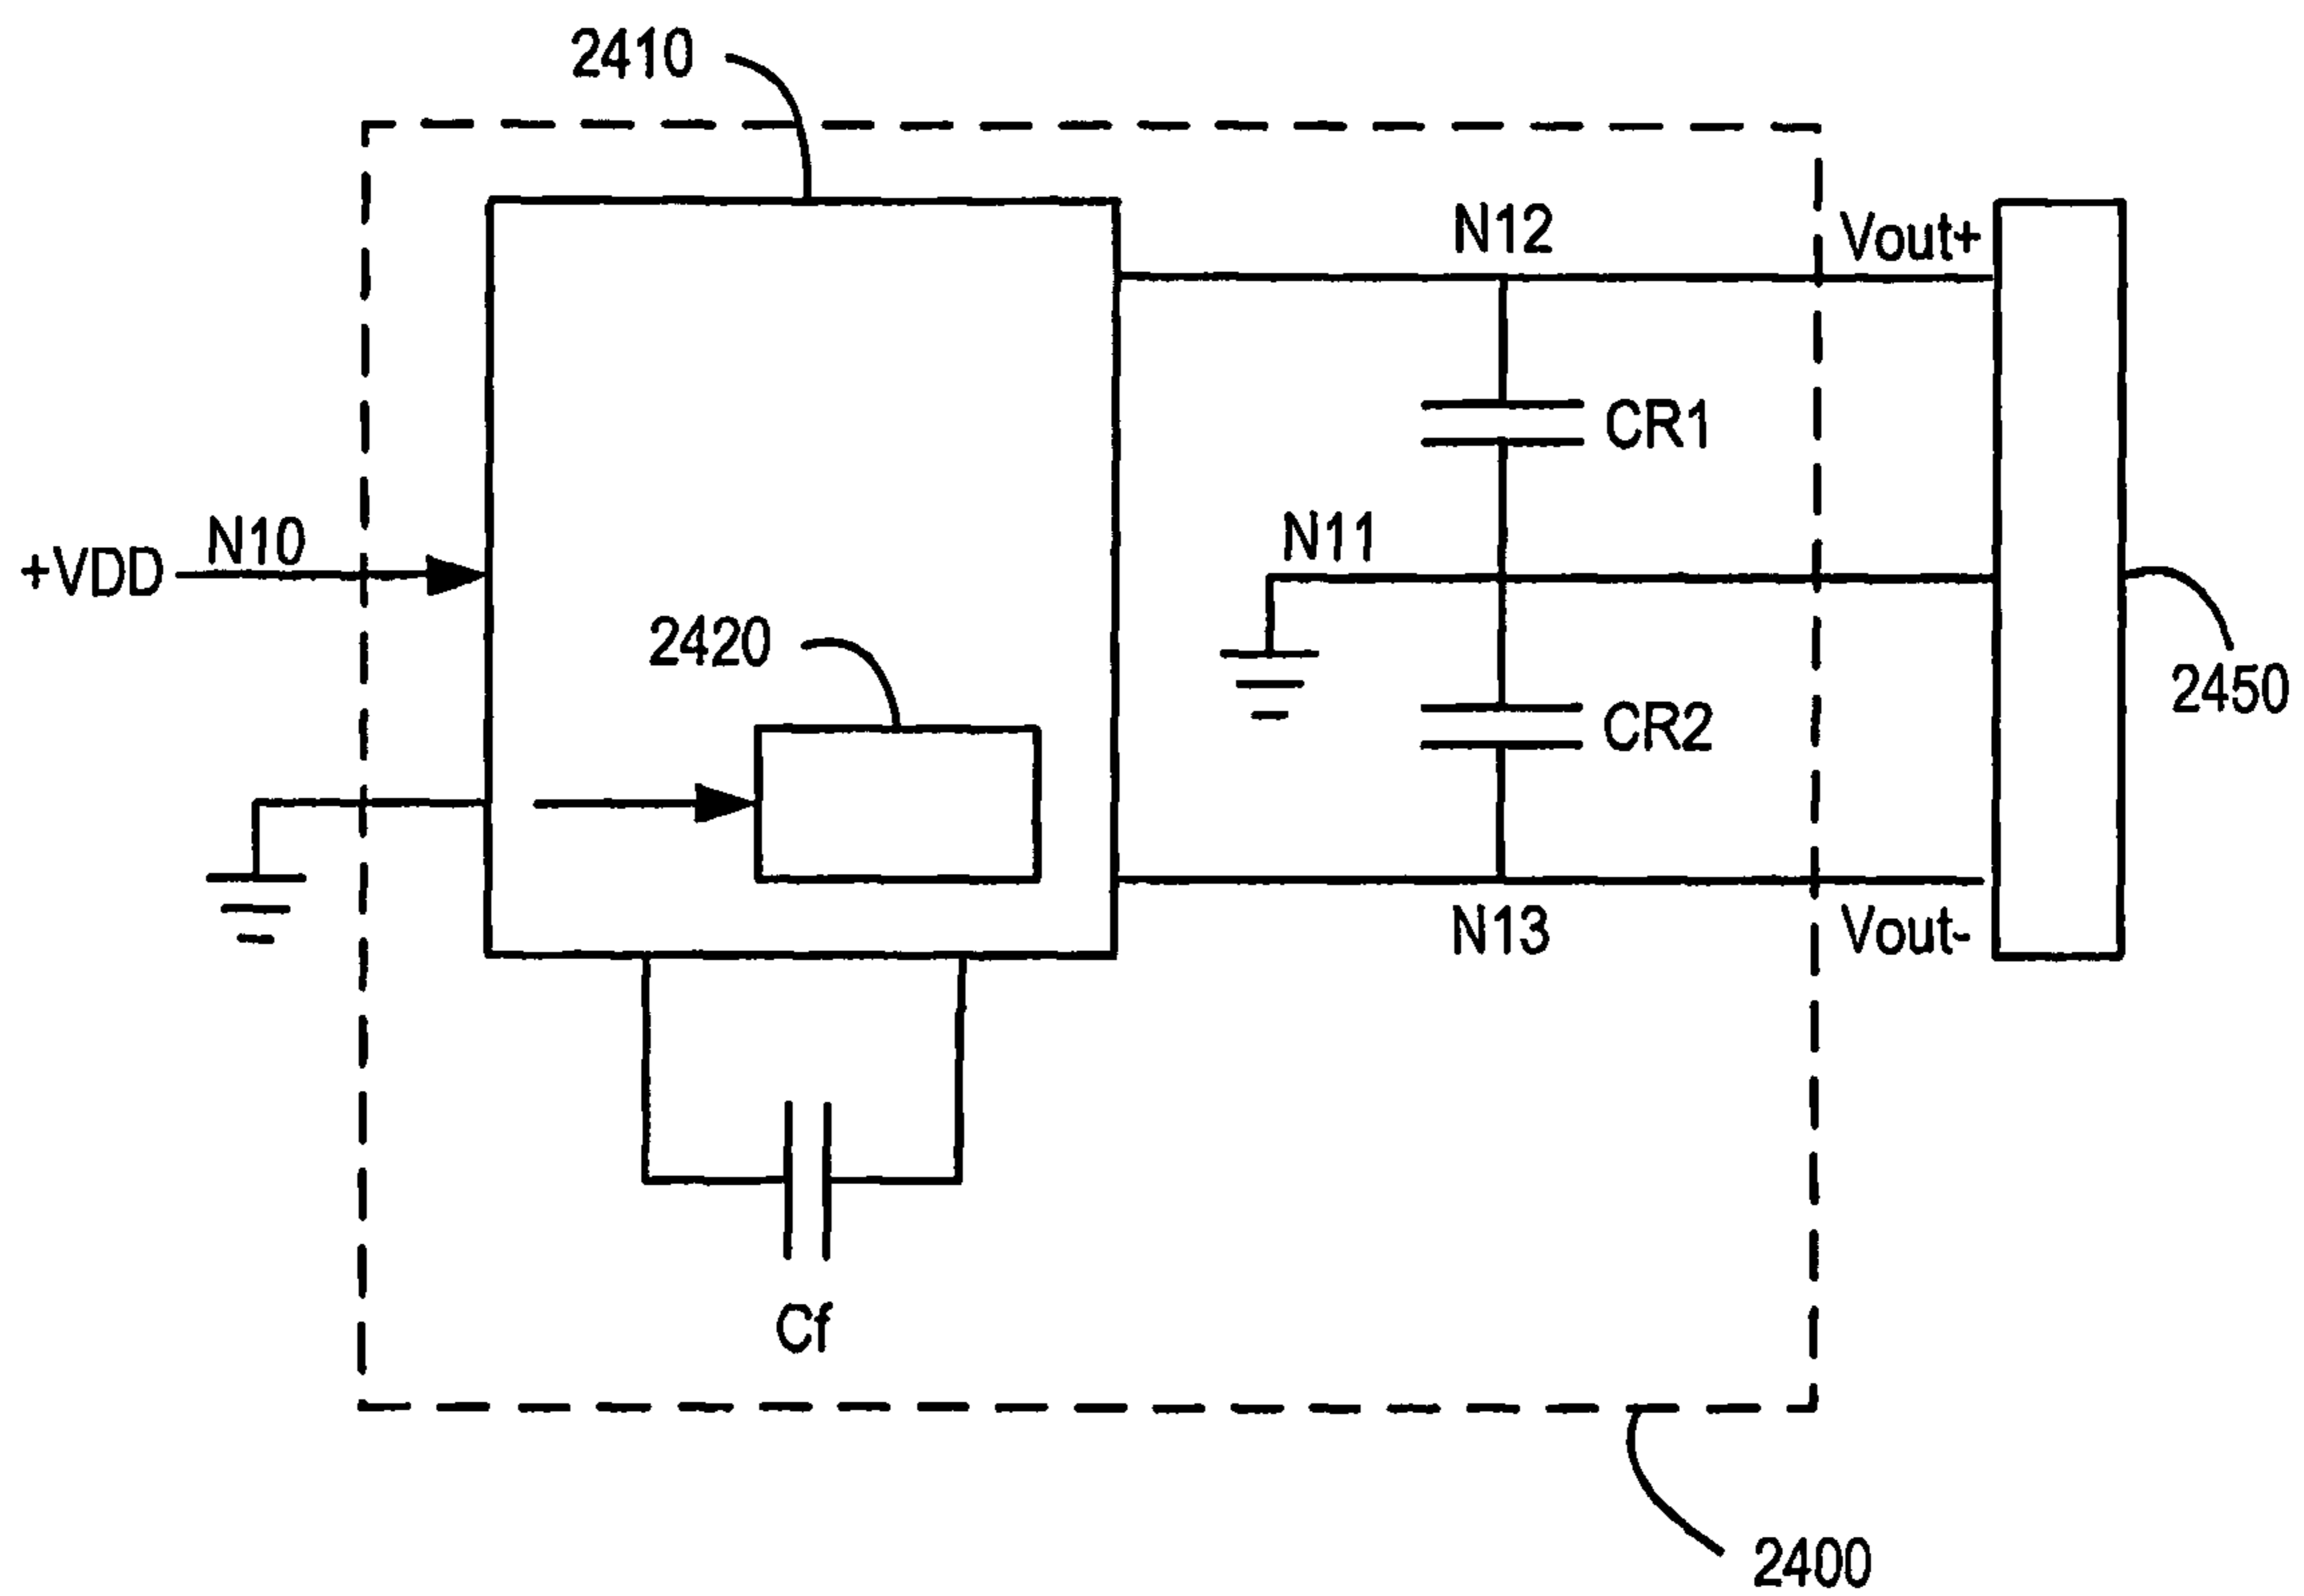 2410
N12
Vout+
CR1
N10
+VDD
N11
2420
2450
CR2
N13
Vout-
Cf
2400